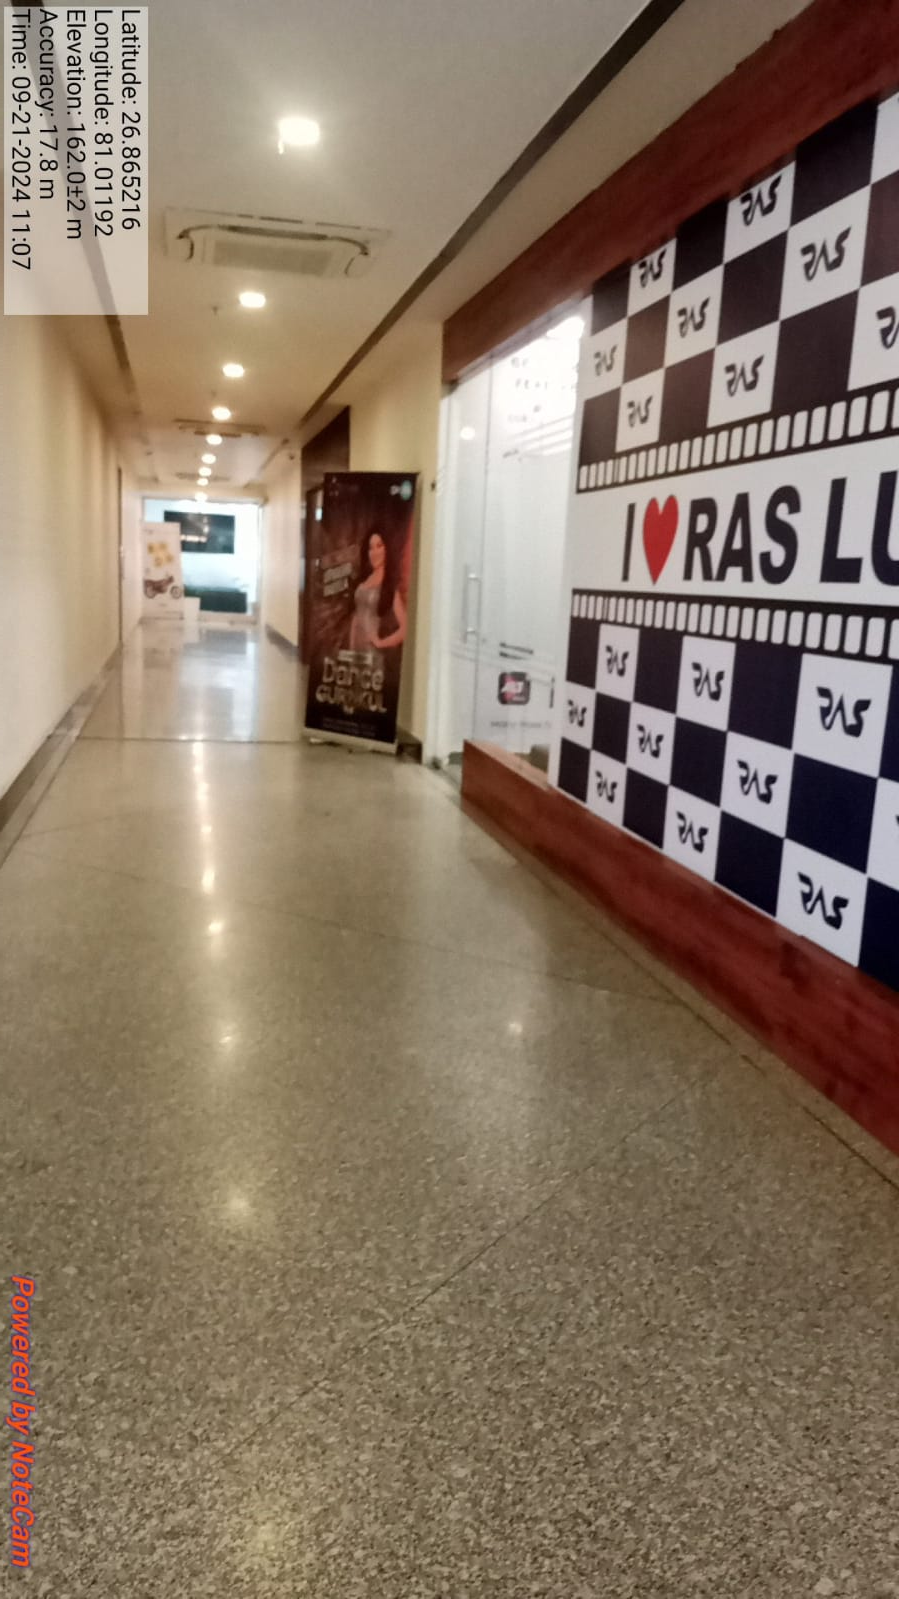 Latitude: 26.865216
Longitude: 81.01192
Elevation: 162.0±2 m
Accuracy: 17.8 m
Time: 09-21-2024 11:07
RAS
RAS
RAS
RAS
RAS
RAS
RAS
I ♥ RAS LU
Dance
GURUKUL
RAS
RAS
RAS
RAS
RAS
RAS
RAS
RAS
RAS
Powered by NoteCam